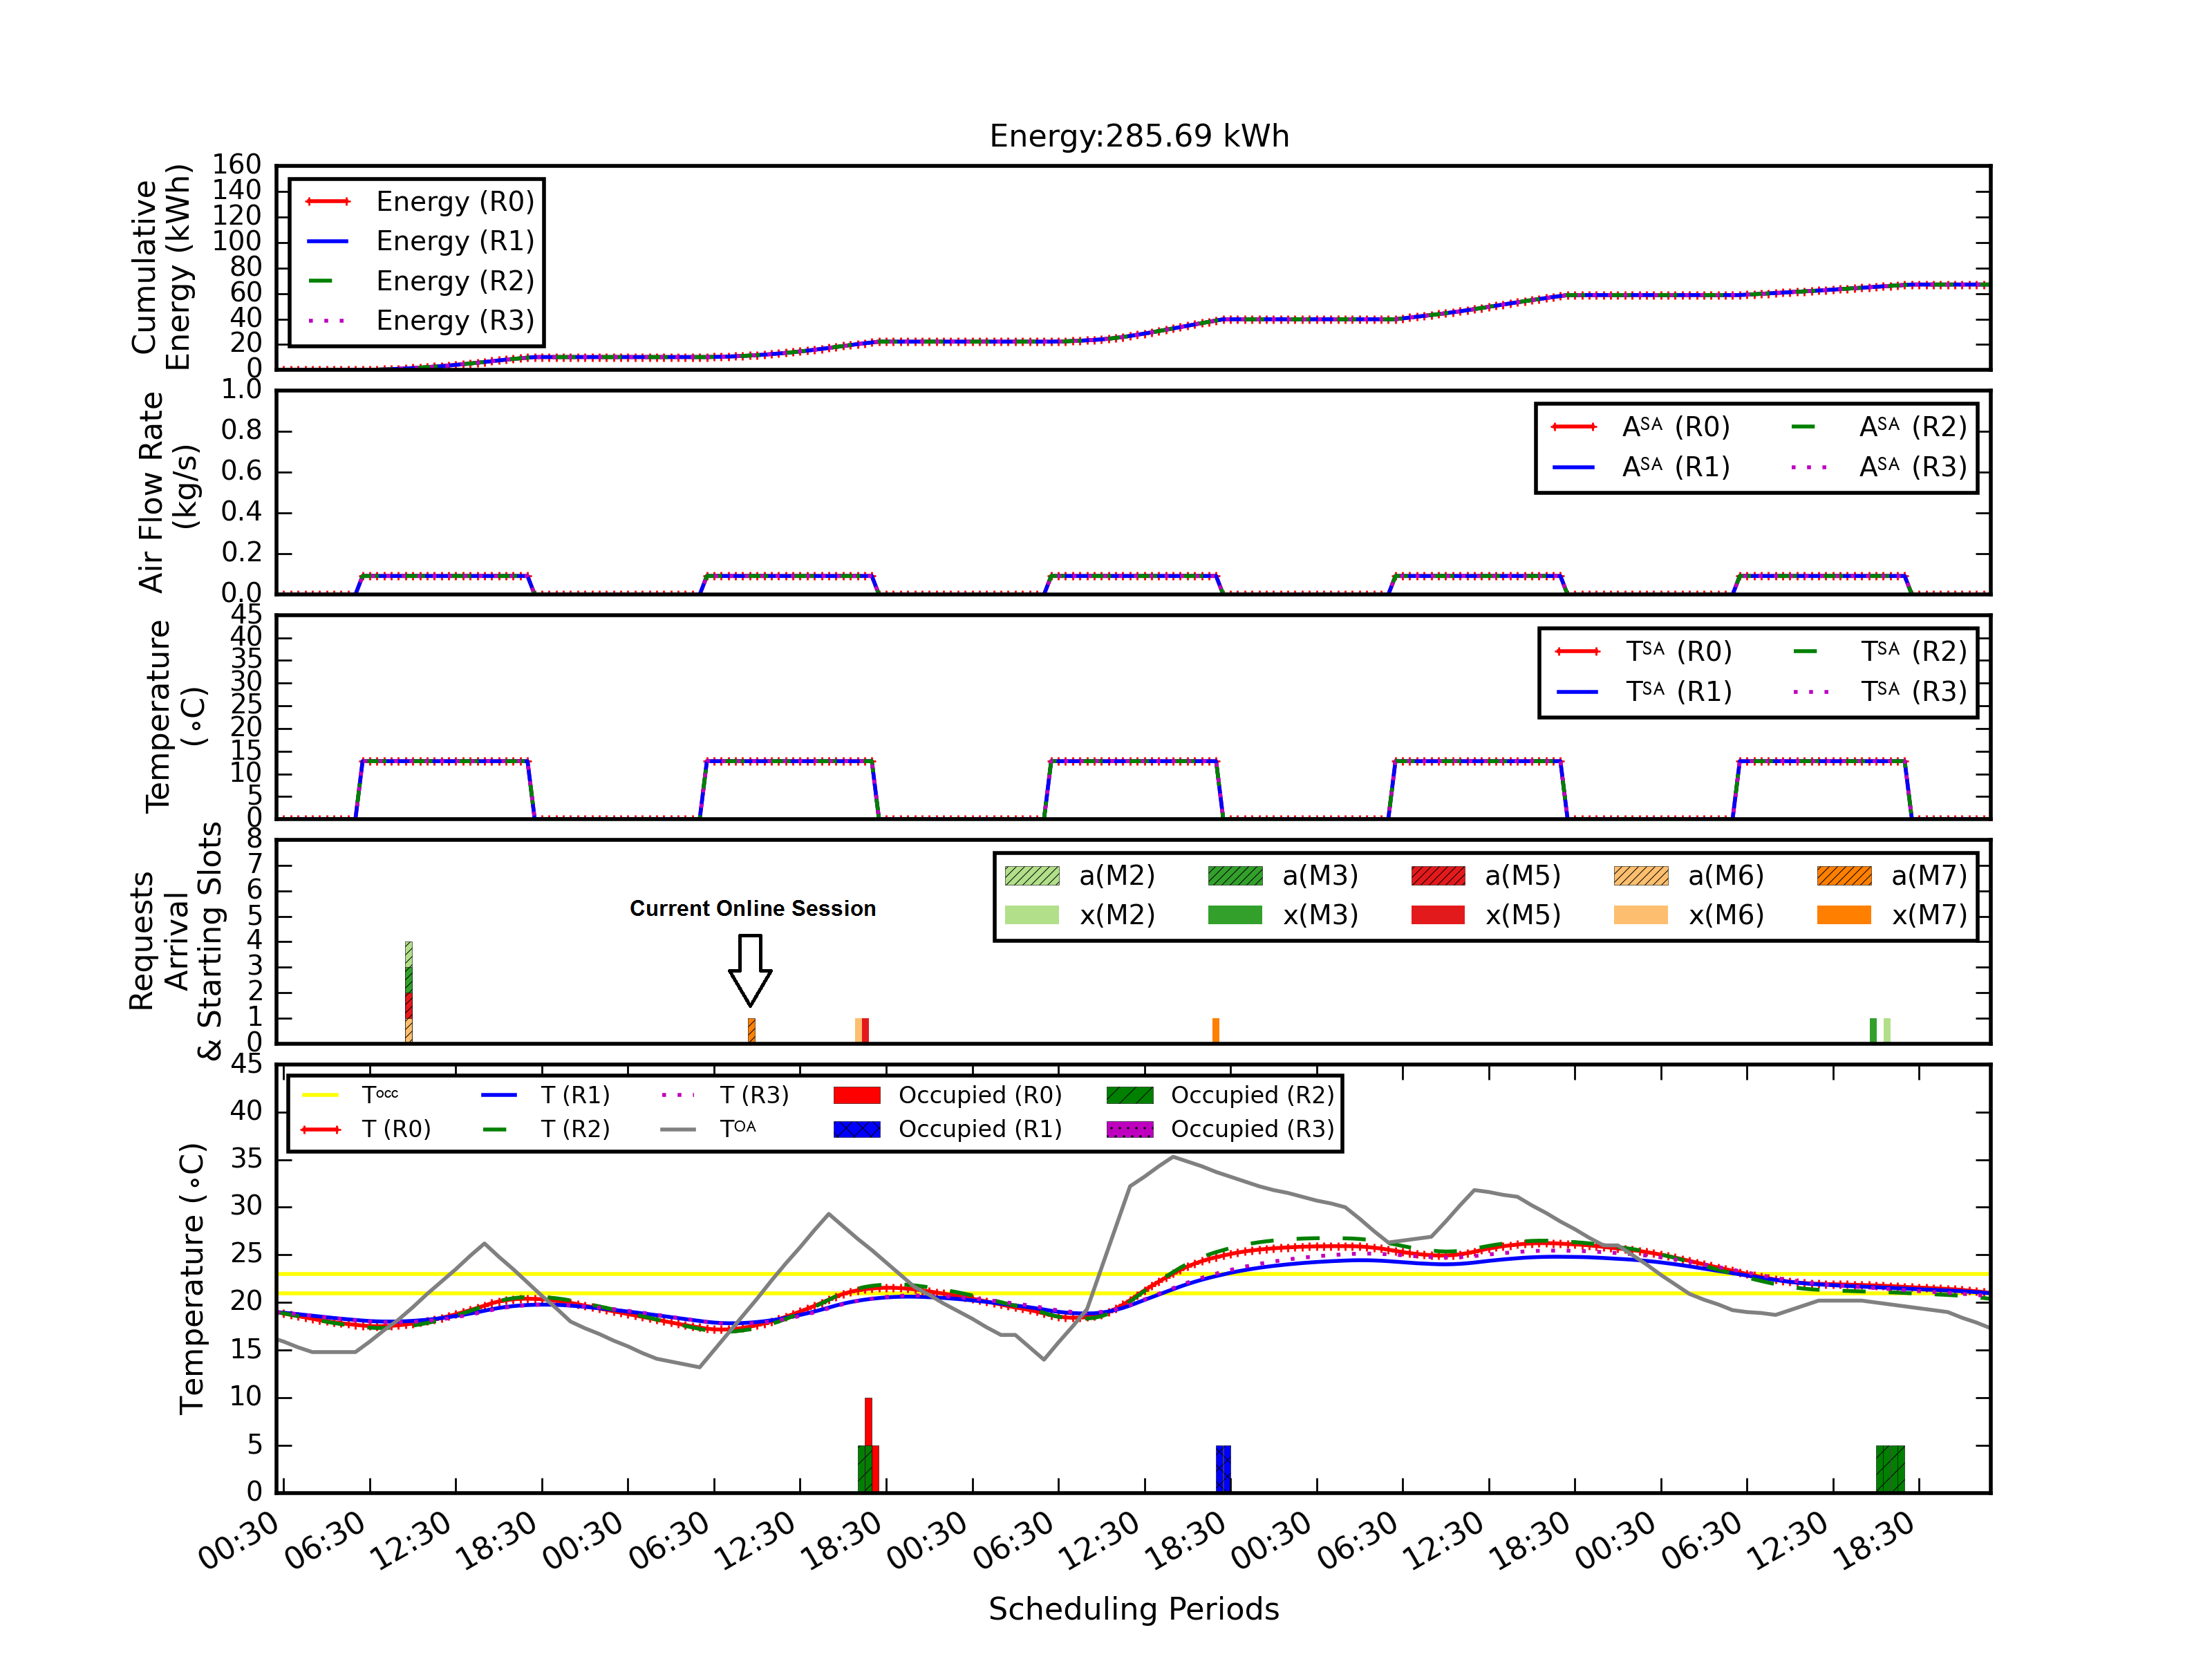 Energy:285.69 kWh
Cumulative
Energy (kWh)
160
140
120
100
80
60
40
20
0
Energy (R0)
Energy (R1)
Energy (R2)
Energy (R3)
Air Flow Rate
(kg/s)
1.0
0.8
0.6
0.4
0.2
0.0
Aˢᴬ (R0) Aˢᴬ (R2)
Aˢᴬ (R1) Aˢᴬ (R3)
Temperature
(∘C)
45
40
35
30
25
20
15
10
5
0
Tˢᴬ (R0) Tˢᴬ (R2)
Tˢᴬ (R1) Tˢᴬ (R3)
Requests
Arrival
& Starting Slots
8
7
6
5
4
3
2
1
0
Current Online Session
a(M2) a(M3) a(M5) a(M6) a(M7)
x(M2) x(M3) x(M5) x(M6) x(M7)
Temperature (∘C)
45
40
35
30
25
20
15
10
5
0
Tᵒᶜᶜ T (R1) T (R3) Occupied (R0) Occupied (R2)
T (R0) T (R2) Tᴼᴬ Occupied (R1) Occupied (R3)
00:30 06:30 12:30 18:30 00:30 06:30 12:30 18:30 00:30 06:30 12:30 18:30 00:30 06:30 12:30 18:30 00:30 06:30 12:30 18:30
Scheduling Periods